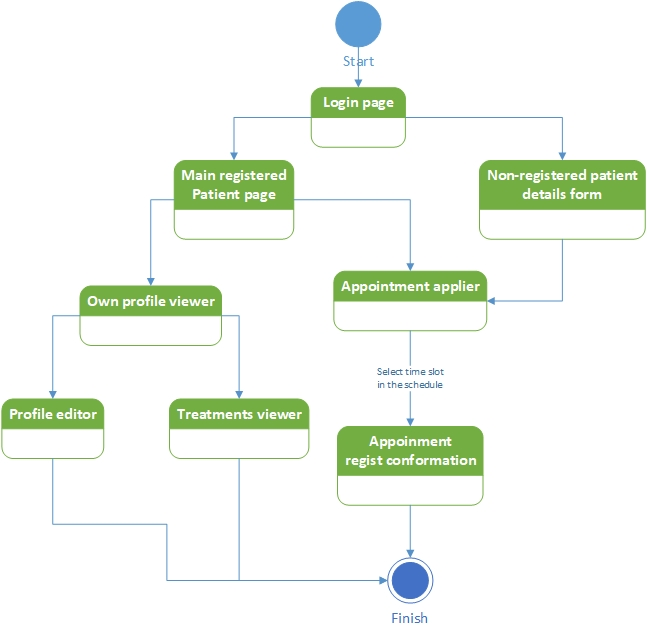 Start
Login page
Main registered
Patient page
Non-registered patient
details form
Own profile viewer
Appointment applier
Select time slot
in the schedule
Profile editor
Treatments viewer
Appoinment
regist conformation
Finish